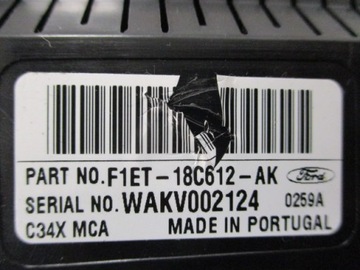 PART NO. F1ET-18C612-AK Ford
SERIAL NO. WAKV002124 0259A
C34X MCA MADE IN PORTUGAL